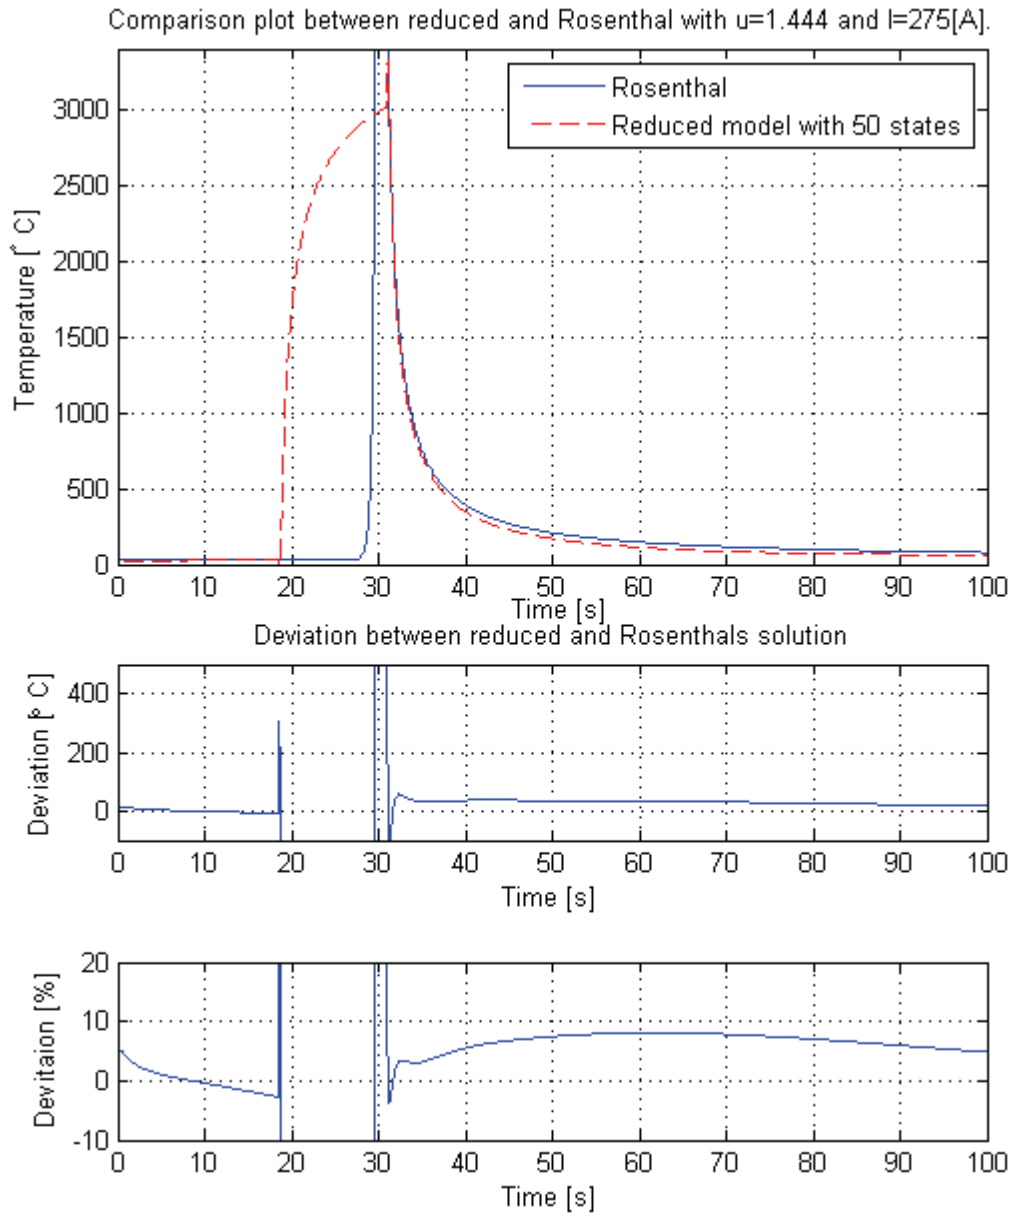 Comparison plot between reduced and Rosenthal with u=1.444 and I=275[A].
Rosenthal
Reduced model with 50 states
Temperature [° C]
3000
2500
2000
1500
1000
500
0
0 10 20 30 40 50 60 70 80 90 100
Time [s]
Deviation between reduced and Rosenthals solution
Deviation [° C]
400
200
0
0 10 20 30 40 50 60 70 80 90 100
Time [s]
Devitaion [%]
20
10
0
-10
0 10 20 30 40 50 60 70 80 90 100
Time [s]